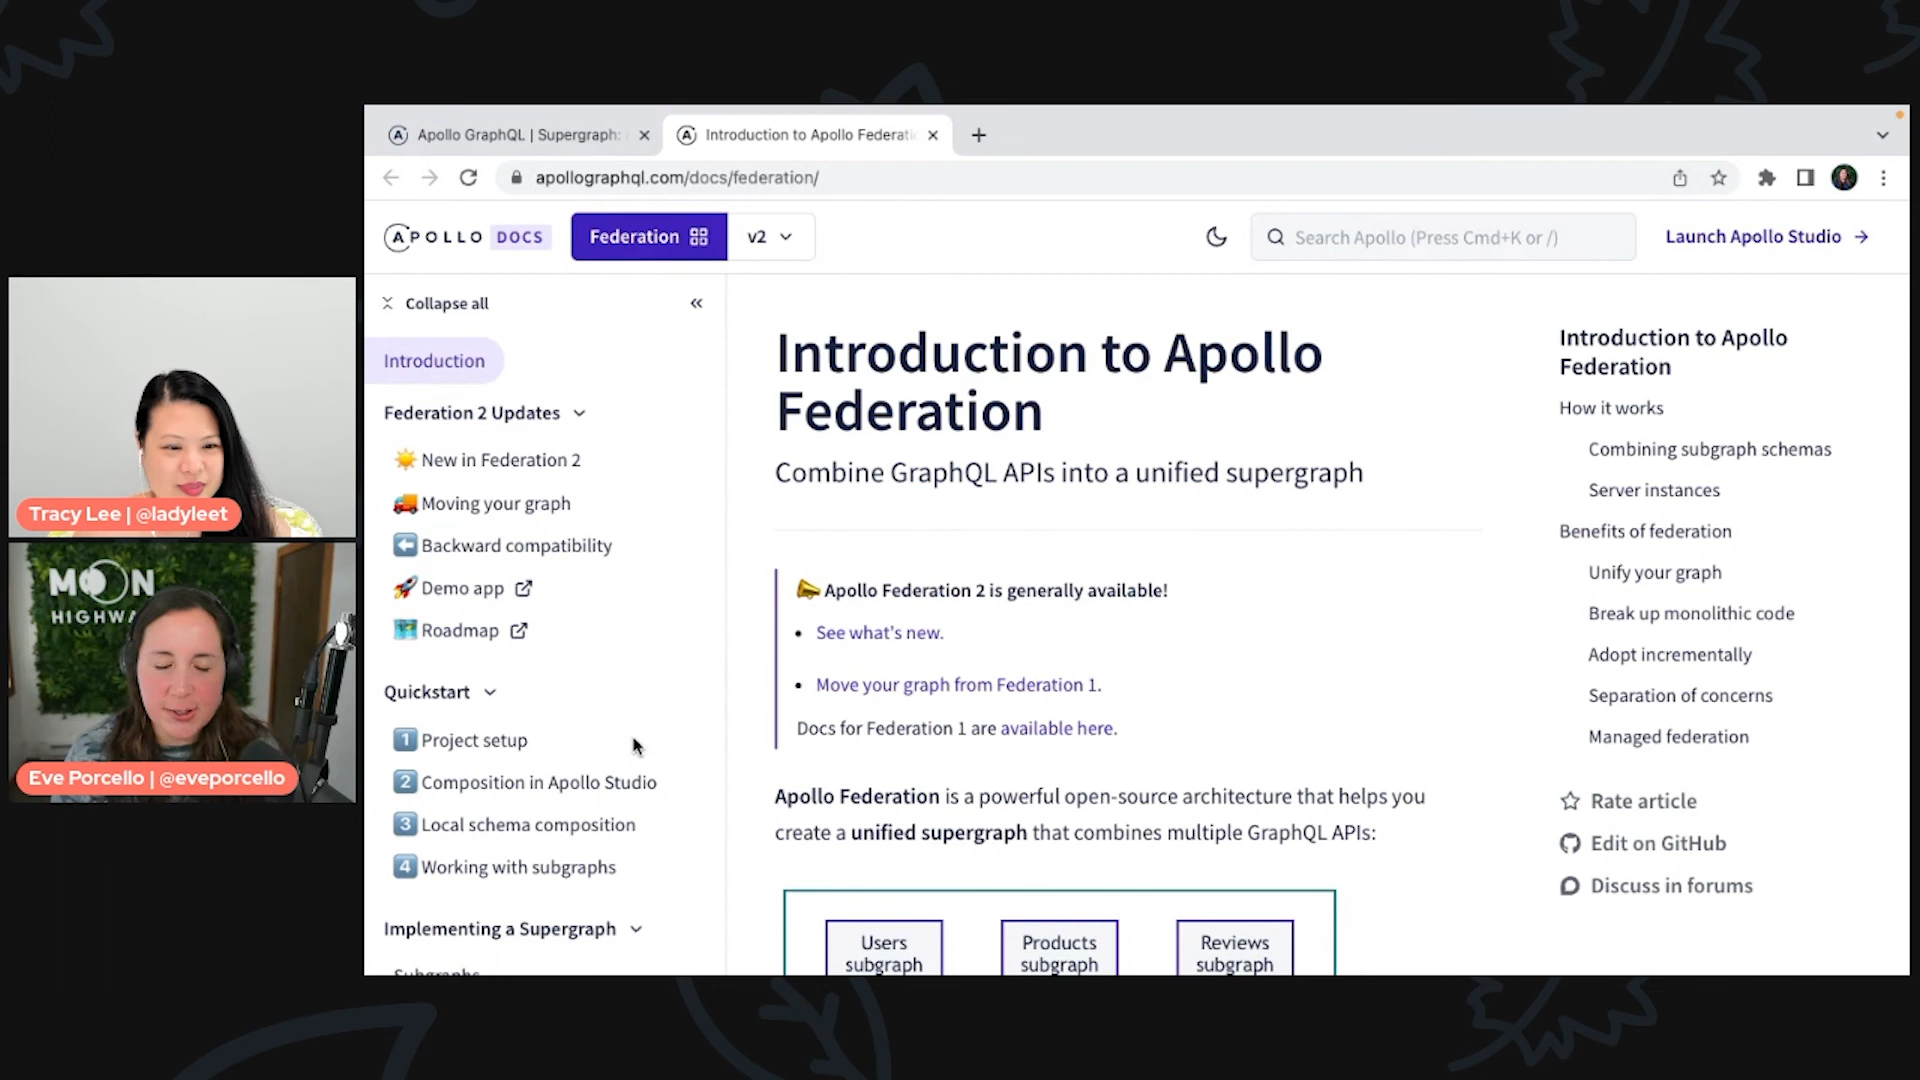 Apollo GraphQL | Supergraph:
Introduction to Apollo Federati
apollographql.com/docs/federation/
APOLLO DOCS
Federation
v2
Search Apollo (Press Cmd+K or /)
Launch Apollo Studio
Collapse all
Introduction
Federation 2 Updates
New in Federation 2
Moving your graph
Backward compatibility
Demo app
Roadmap
Quickstart
1 Project setup
2 Composition in Apollo Studio
3 Local schema composition
4 Working with subgraphs
Implementing a Supergraph
Subgraphs
Introduction to Apollo
Federation
Combine GraphQL APIs into a unified supergraph
Apollo Federation 2 is generally available!
• See what's new.
• Move your graph from Federation 1.
Docs for Federation 1 are available here.
Apollo Federation is a powerful open-source architecture that helps you
create a unified supergraph that combines multiple GraphQL APIs:
Users
subgraph
Products
subgraph
Reviews
subgraph
Introduction to Apollo
Federation
How it works
Combining subgraph schemas
Server instances
Benefits of federation
Unify your graph
Break up monolithic code
Adopt incrementally
Separation of concerns
Managed federation
Rate article
Edit on GitHub
Discuss in forums
Tracy Lee | @ladyleet
MOON
HIGHWA
Eve Porcello | @eveporcello